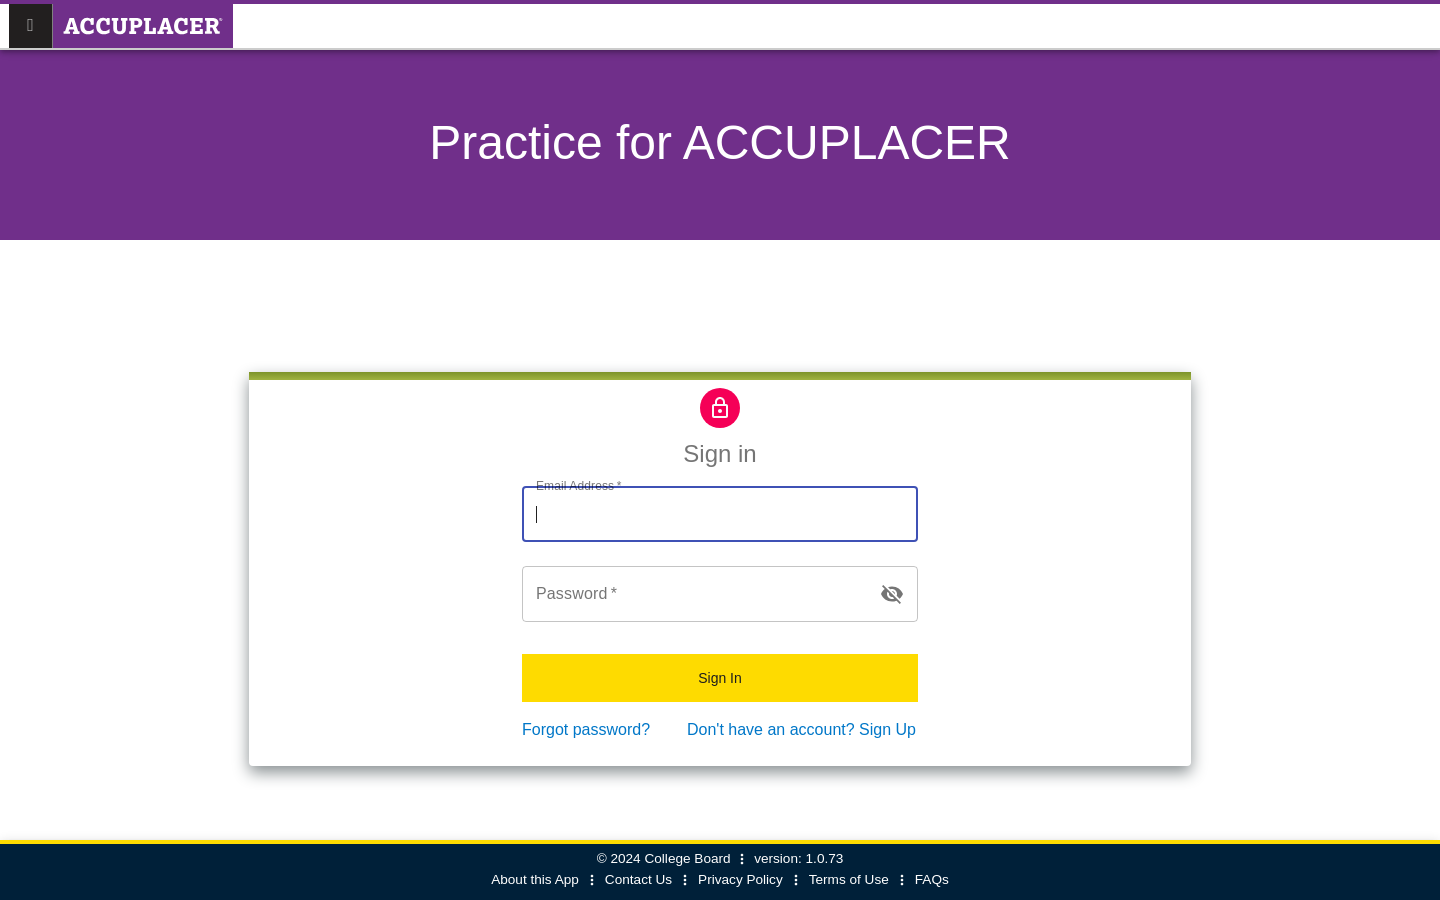 ACCUPLACER®
Practice for ACCUPLACER
Sign in
Email Address *
Password *
Sign In
Forgot password? Don't have an account? Sign Up
© 2024 College Board ⋮ version: 1.0.73
About this App ⋮ Contact Us ⋮ Privacy Policy ⋮ Terms of Use ⋮ FAQs